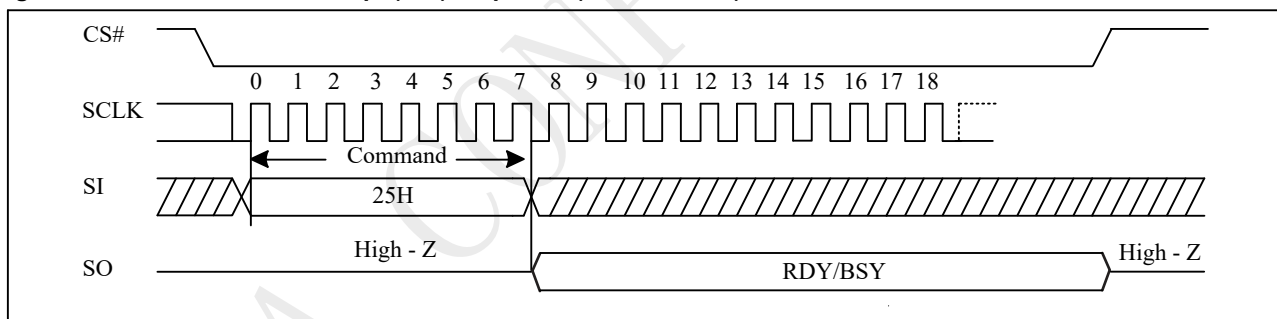 CS#
0 1 2 3 4 5 6 7 8 9 10 11 12 13 14 15 16 17 18
SCLK
Command
SI
25H
High - Z
SO
RDY/BSY
High - Z